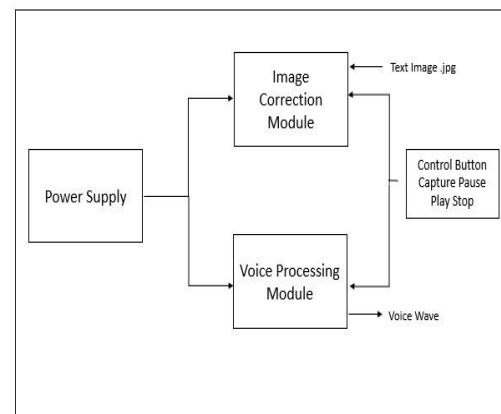 Image
Correction
Module
Text Image .jpg
Power Supply
Control Button
Capture Pause
Play Stop
Voice Processing
Module
Voice Wave